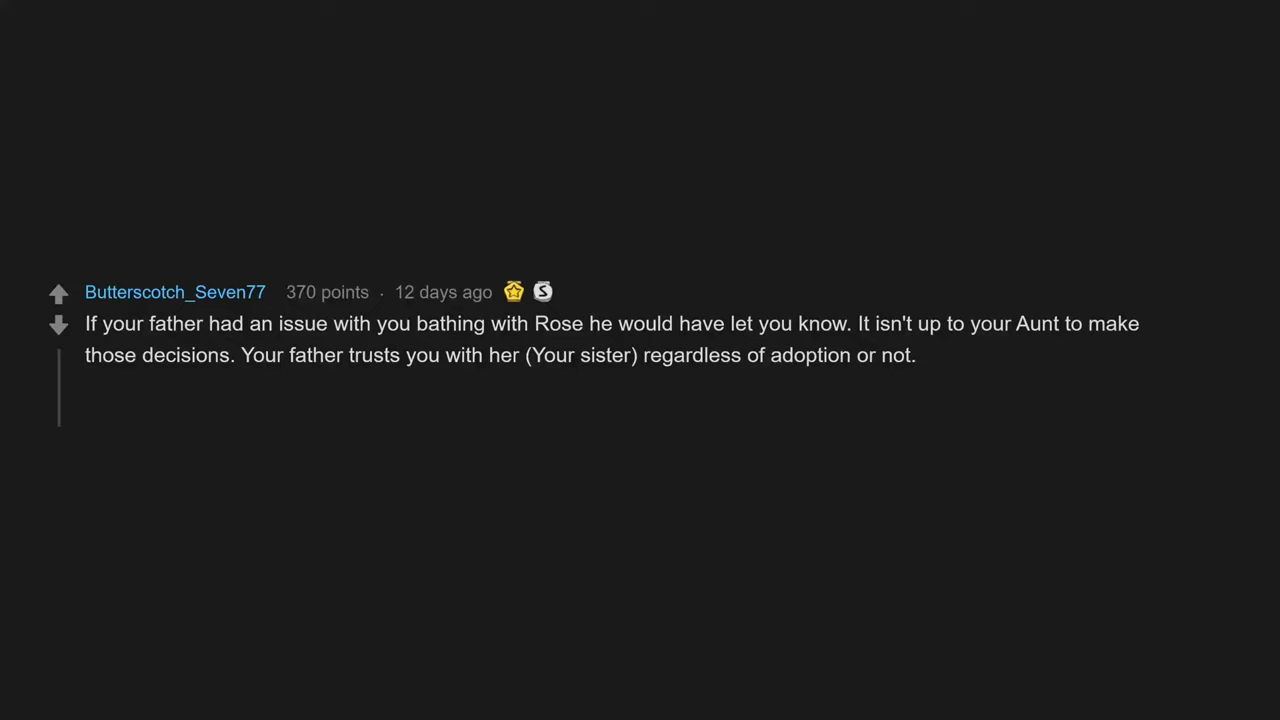 Butterscotch_Seven77 370 points · 12 days ago
If your father had an issue with you bathing with Rose he would have let you know. It isn't up to your Aunt to make
those decisions. Your father trusts you with her (Your sister) regardless of adoption or not.